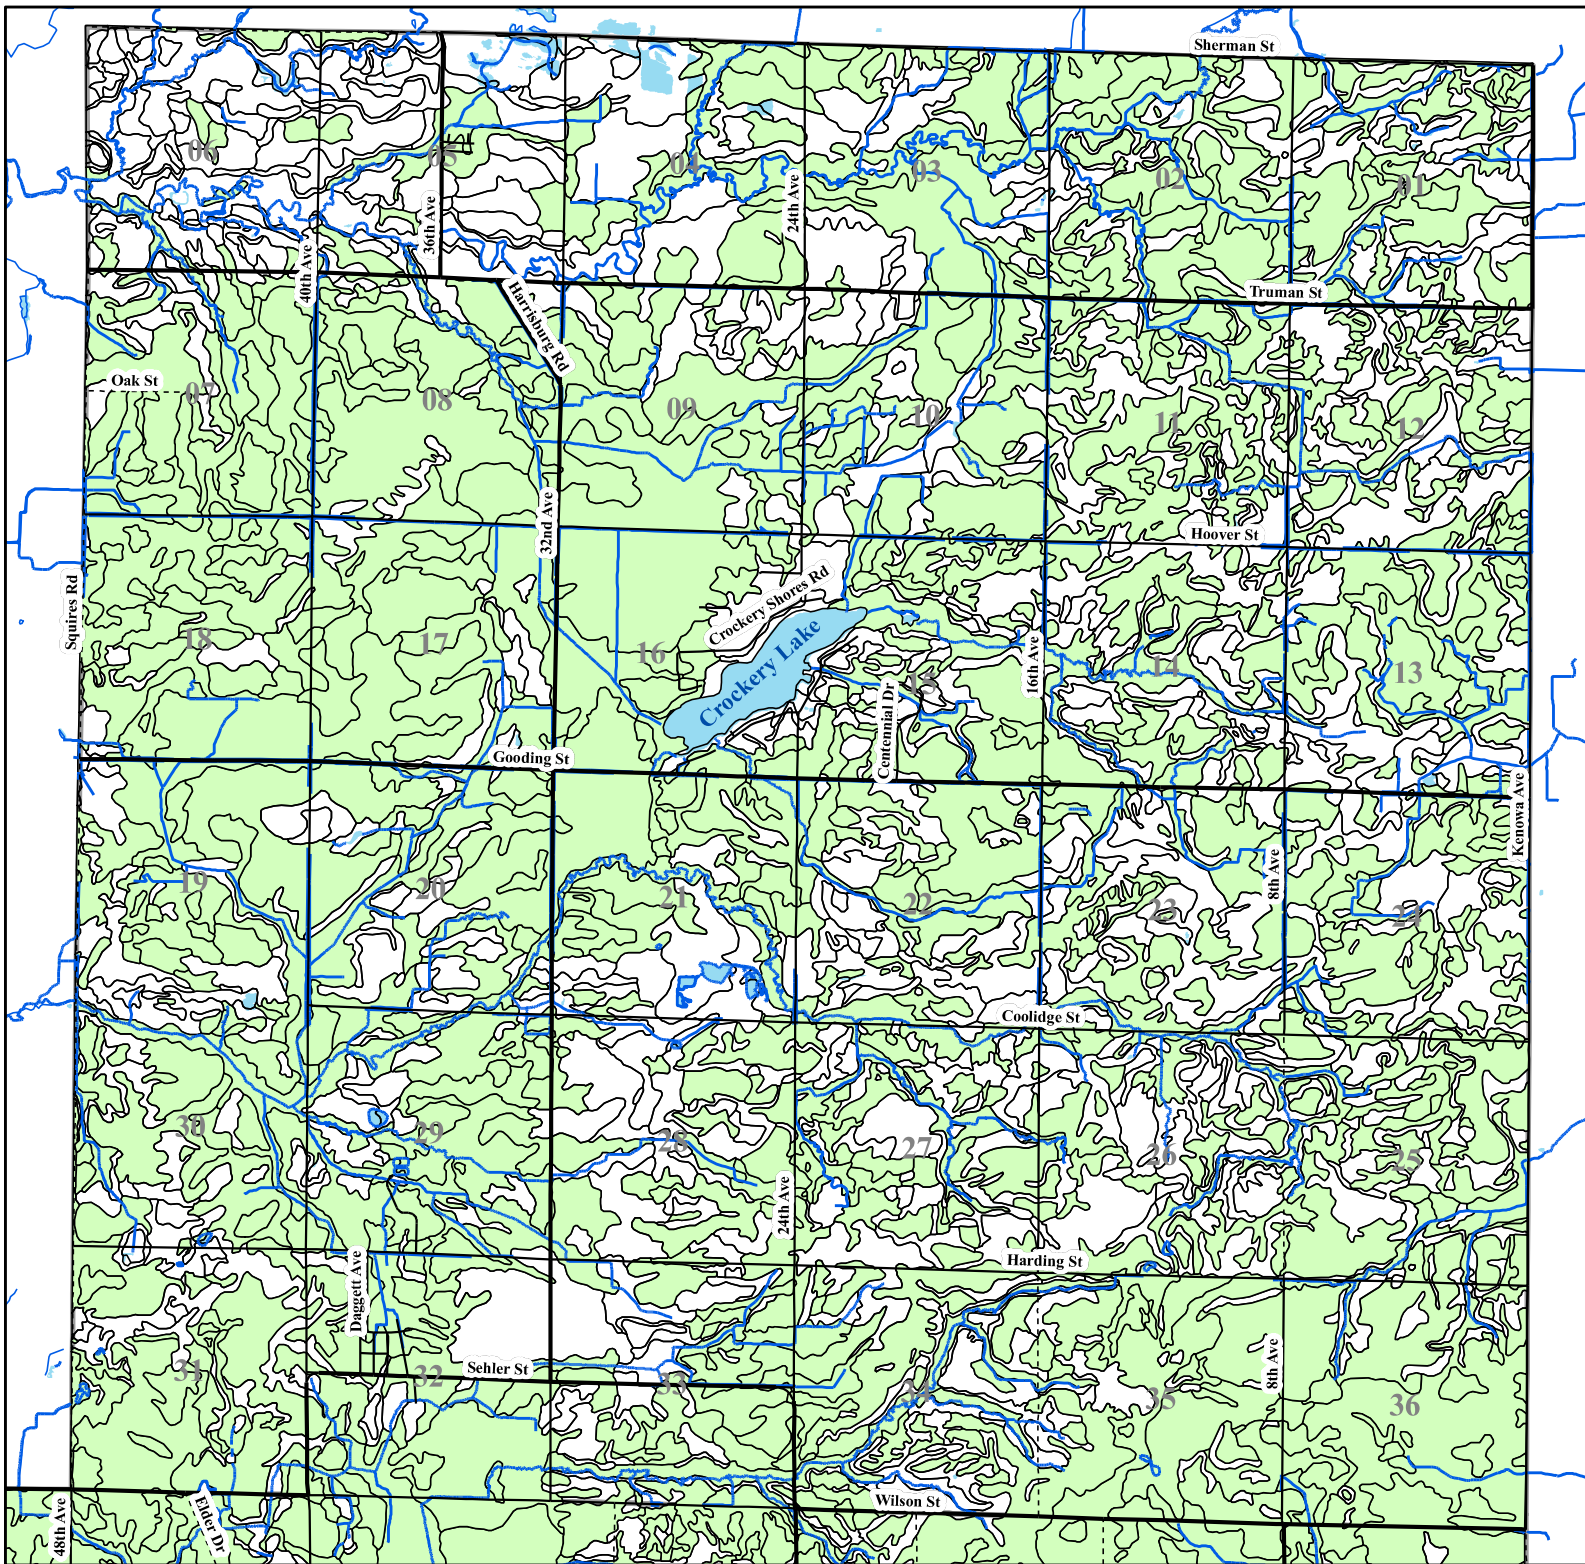 Sherman St
06
05
04
03
02
01
36th Ave
24th Ave
40th Ave
Truman St
Harrisburg Rd
Oak St
07
08
09
10
11
12
32nd Ave
Hoover St
Squires Rd
Crockery Shores Rd
18
17
16
Crockery Lake
15
16th Ave
14
13
Centennial Dr
Gooding St
Kenowa Ave
19
20
21
22
23
8th Ave
24
Coolidge St
30
29
28
27
26
25
24th Ave
Harding St
Daggett Ave
31
32
Sehler St
33
34
35
8th Ave
36
48th Ave
Elder Dr
Wilson St